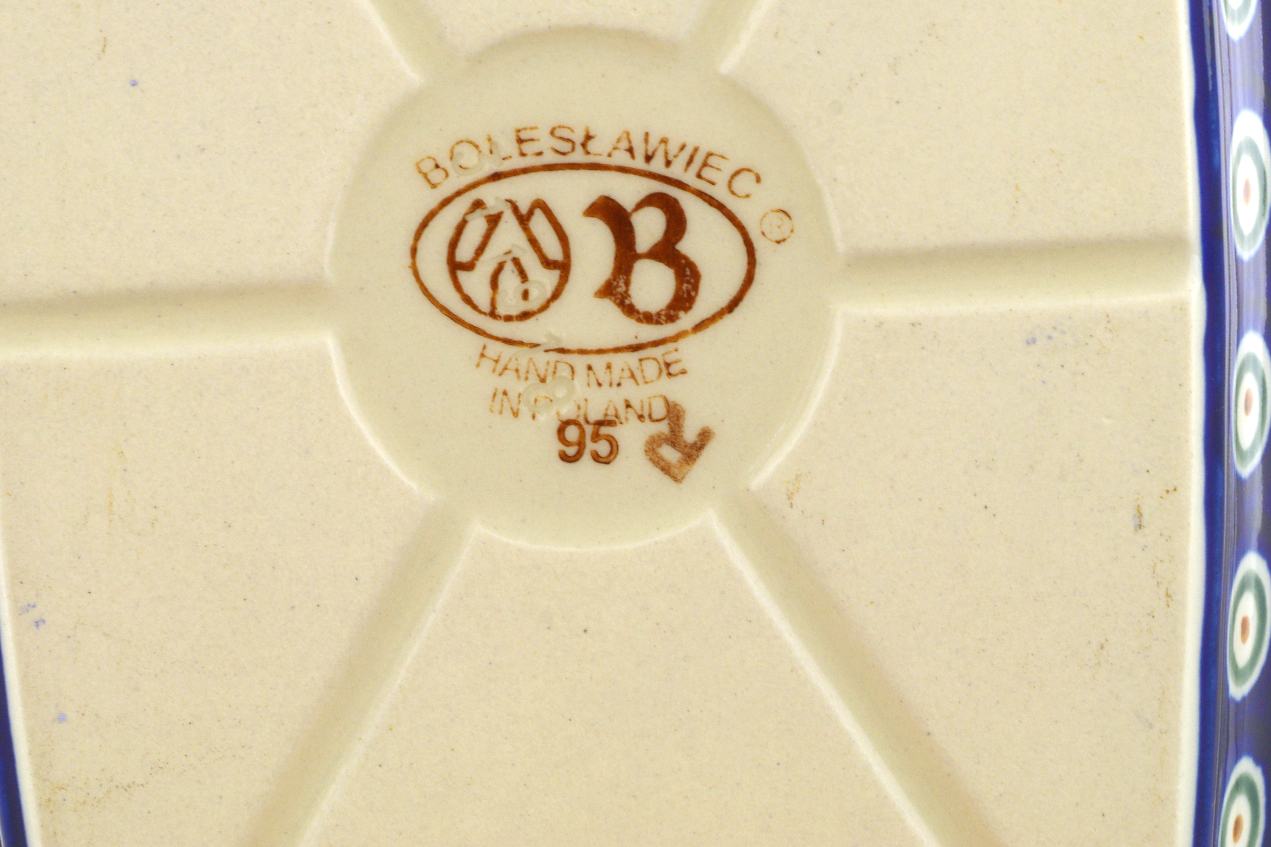 BOLESŁAWIEC
®
B
HAND MADE
IN POLAND
95 R